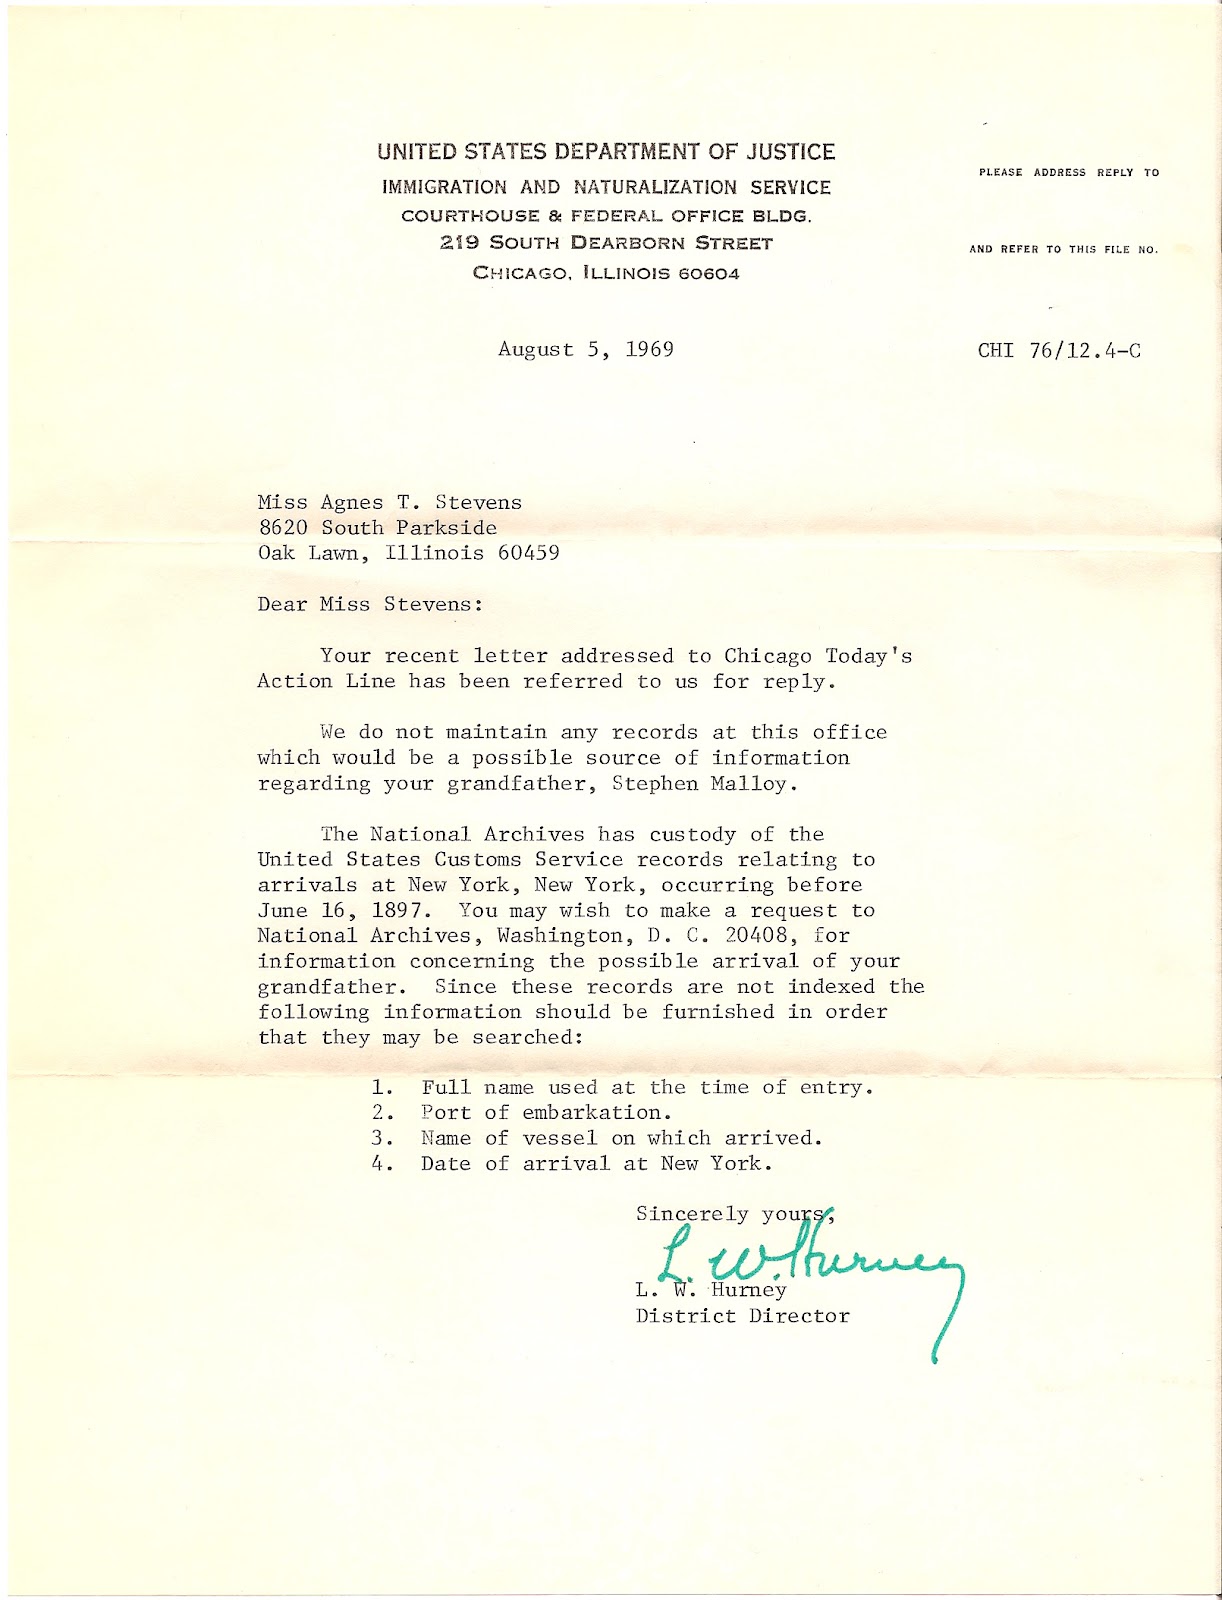 UNITED STATES DEPARTMENT OF JUSTICE
IMMIGRATION AND NATURALIZATION SERVICE
COURTHOUSE & FEDERAL OFFICE BLDG.
219 SOUTH DEARBORN STREET
CHICAGO, ILLINOIS 60604
PLEASE ADDRESS REPLY TO
AND REFER TO THIS FILE NO.
August 5, 1969
CHI 76/12.4-C
Miss Agnes T. Stevens
8620 South Parkside
Oak Lawn, Illinois 60459
Dear Miss Stevens:
Your recent letter addressed to Chicago Today's
Action Line has been referred to us for reply.
We do not maintain any records at this office
which would be a possible source of information
regarding your grandfather, Stephen Malloy.
The National Archives has custody of the
United States Customs Service records relating to
arrivals at New York, New York, occurring before
June 16, 1897. You may wish to make a request to
National Archives, Washington, D. C. 20408, for
information concerning the possible arrival of your
grandfather. Since these records are not indexed the
following information should be furnished in order
that they may be searched:
1. Full name used at the time of entry.
2. Port of embarkation.
3. Name of vessel on which arrived.
4. Date of arrival at New York.
Sincerely yours,
L. W. Hurney
L. W. Hurney
District Director